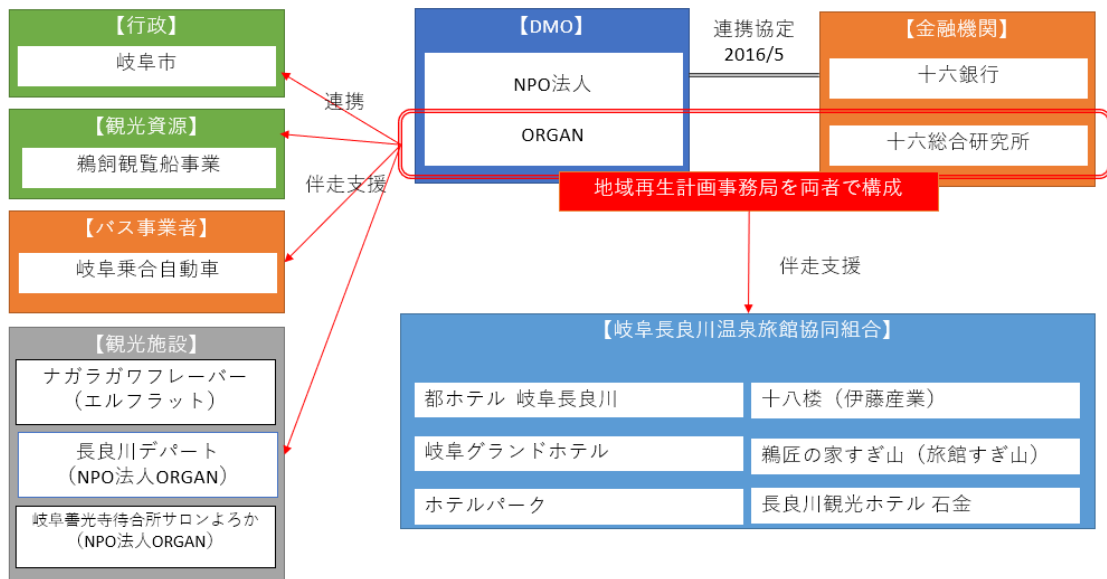 【行政】
岐阜市
【観光資源】
鵜飼観覧船事業
【バス事業者】
岐阜乗合自動車
【観光施設】
ナガラガワフレーバー
（エルフラット）
長良川デパート
（NPO法人ORGAN）
岐阜善光寺待合所サロンよろか
（NPO法人ORGAN）
連携
伴走支援
【DMO】
NPO法人
ORGAN
連携協定
2016/5
【金融機関】
十六銀行
十六総合研究所
地域再生計画事務局を両者で構成
伴走支援
【岐阜長良川温泉旅館協同組合】
都ホテル 岐阜長良川
十八楼（伊藤産業）
岐阜グランドホテル
鵜匠の家すぎ山（旅館すぎ山）
ホテルパーク
長良川観光ホテル 石金